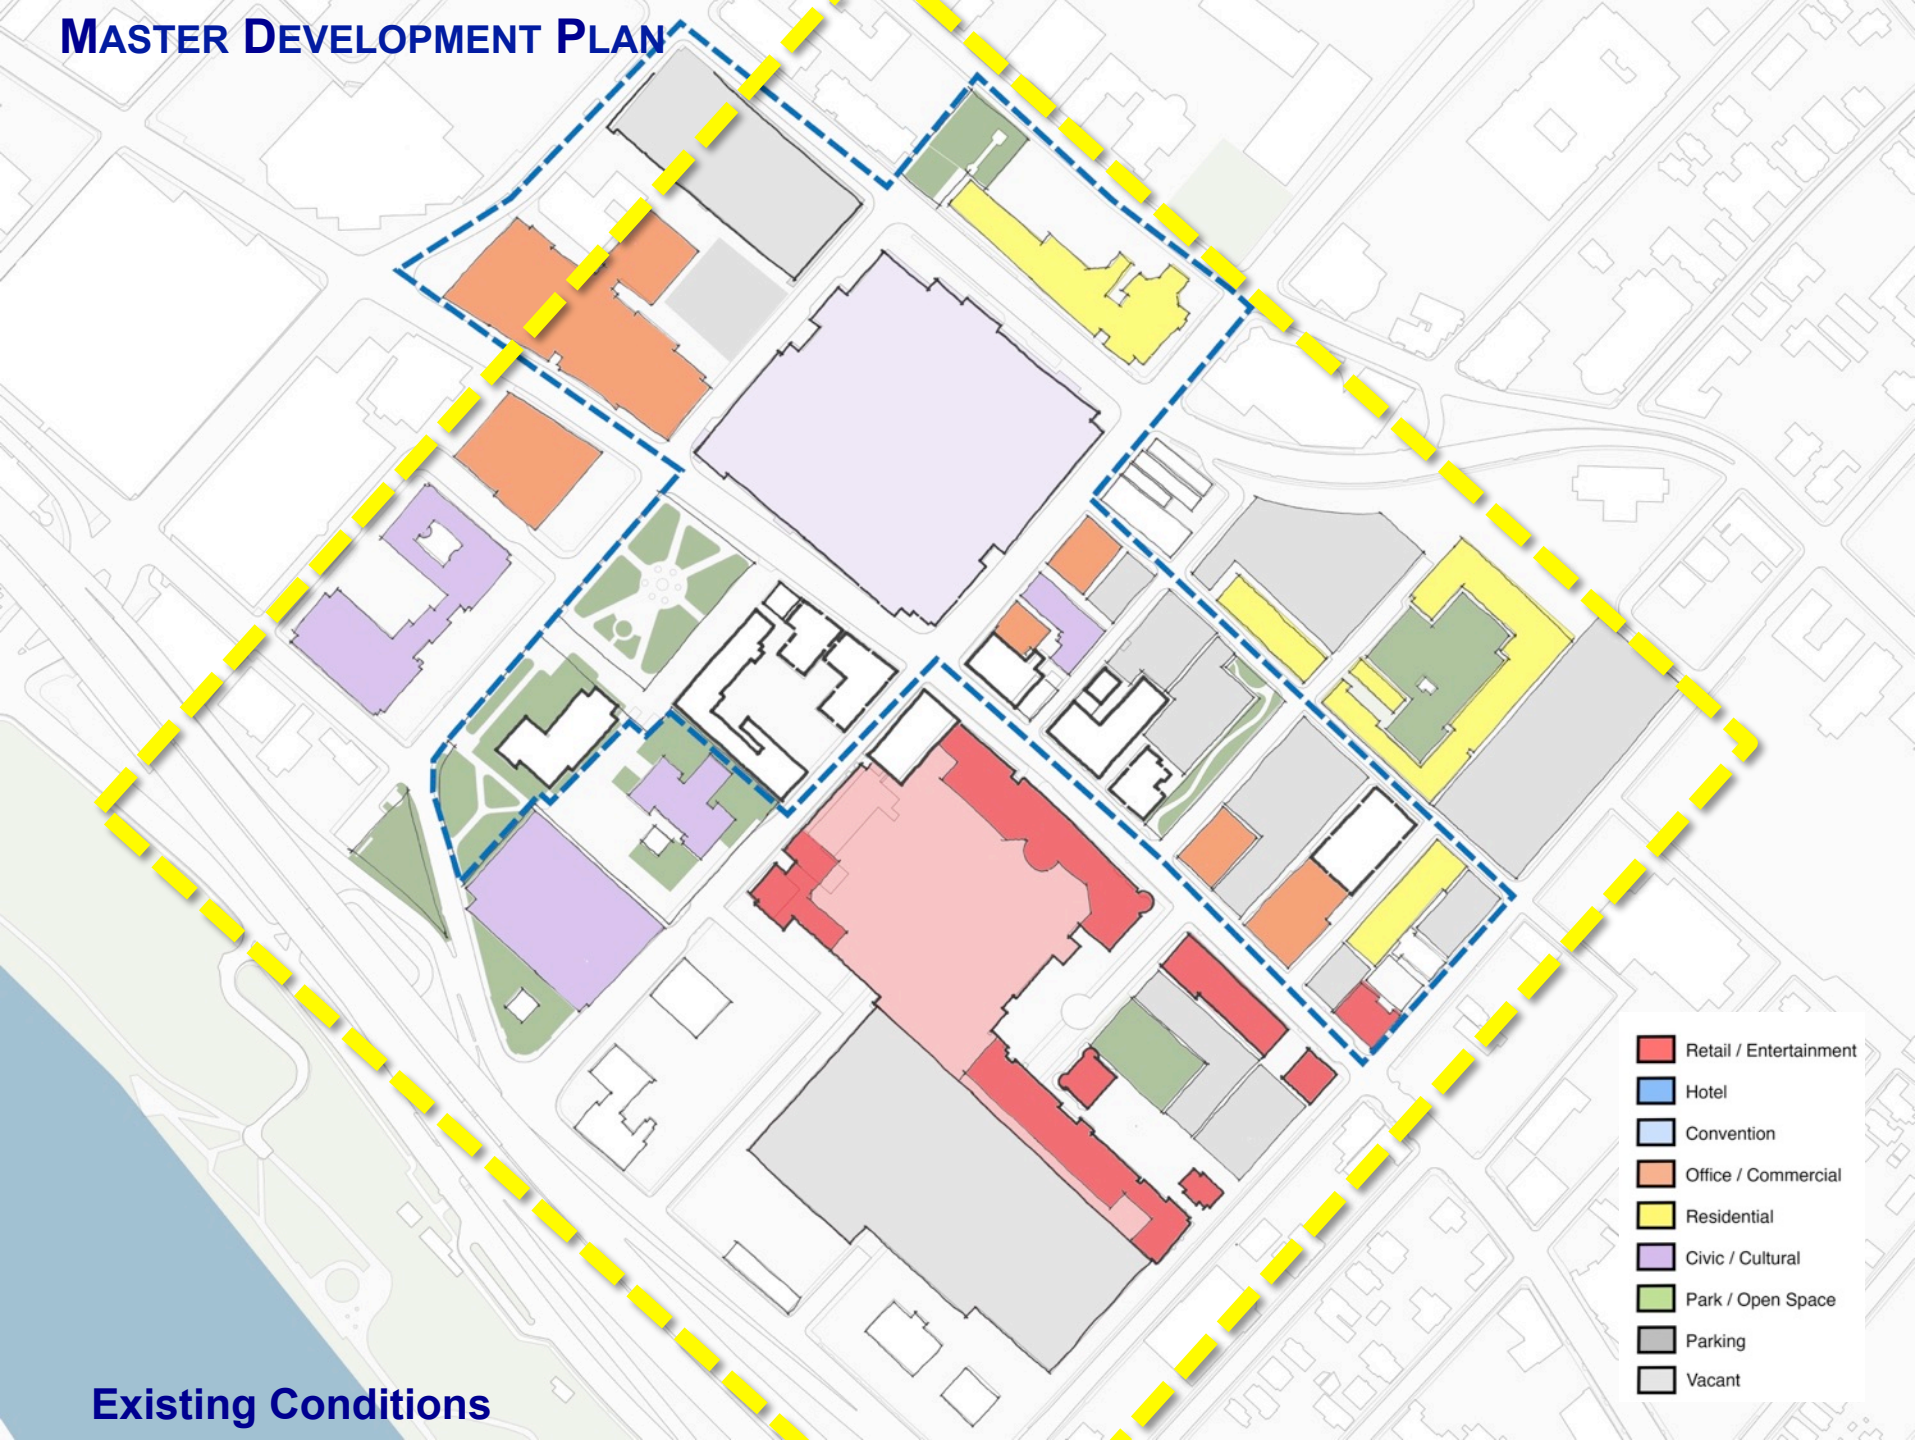 MASTER DEVELOPMENT PLAN
Retail / Entertainment
Hotel
Convention
Office / Commercial
Residential
Civic / Cultural
Park / Open Space
Parking
Vacant
Existing Conditions